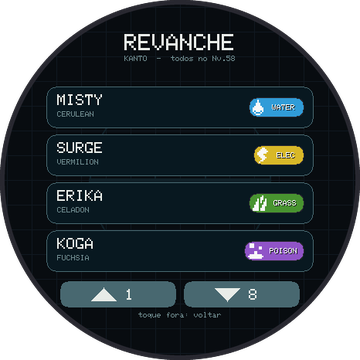 REVANCHE
KANTO - todos no Nv.58
MISTY
CERULEAN
WATER
SURGE
VERMILION
ELEC
ERIKA
CELADON
GRASS
KOGA
FUCHSIA
POISON
1
8
toque fora: voltar